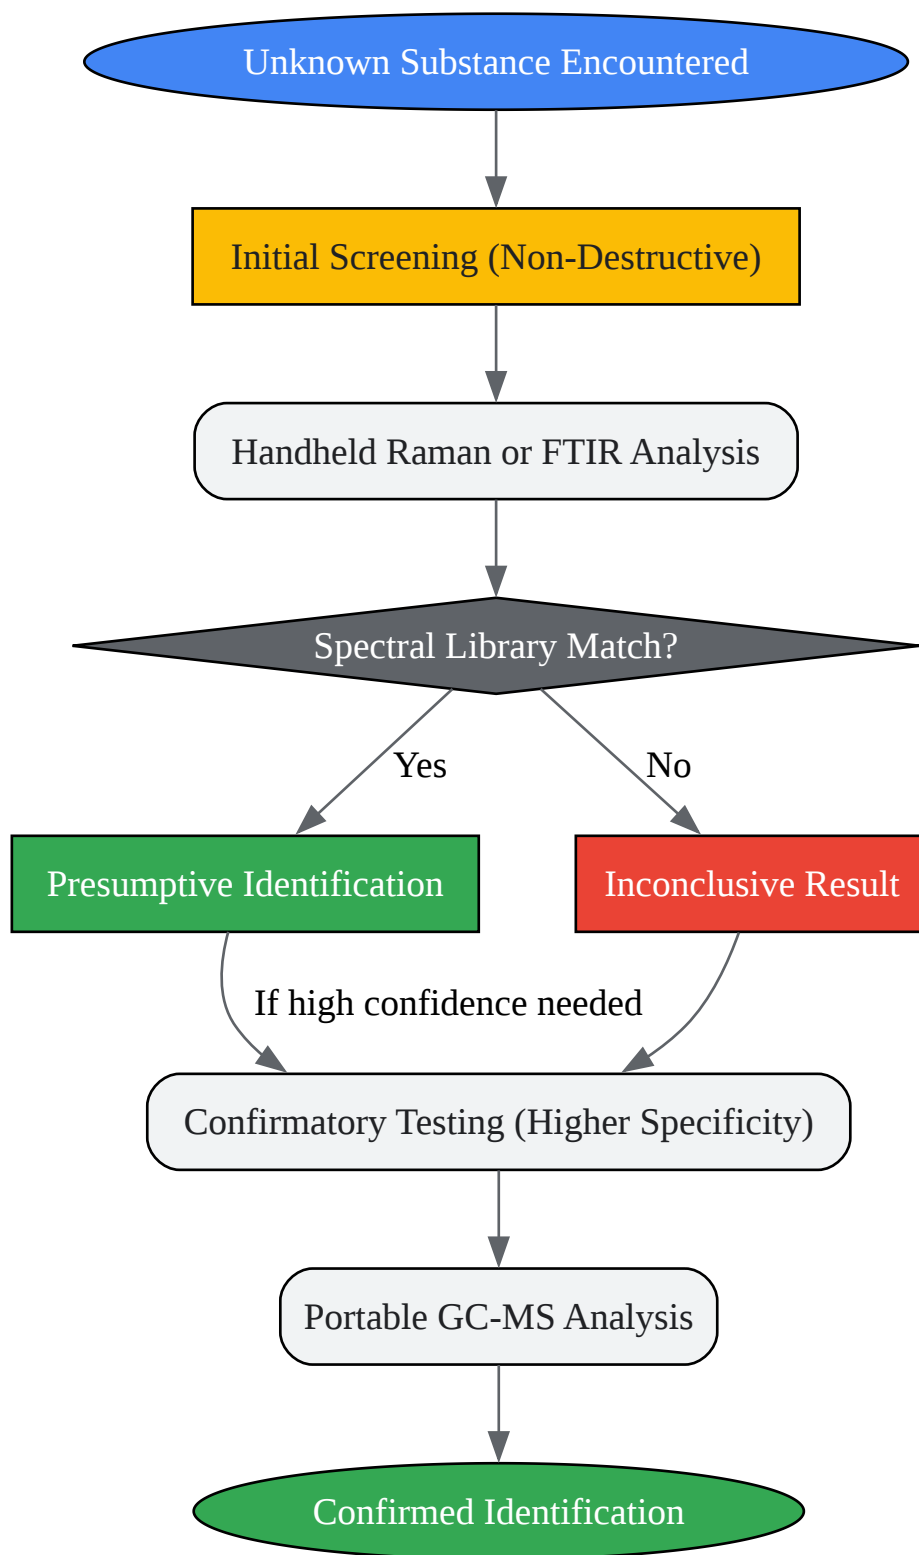 Unknown Substance Encountered
Initial Screening (Non-Destructive)
Handheld Raman or FTIR Analysis
Spectral Library Match?
Yes
No
Presumptive Identification
Inconclusive Result
If high confidence needed
Confirmatory Testing (Higher Specificity)
Portable GC-MS Analysis
Confirmed Identification